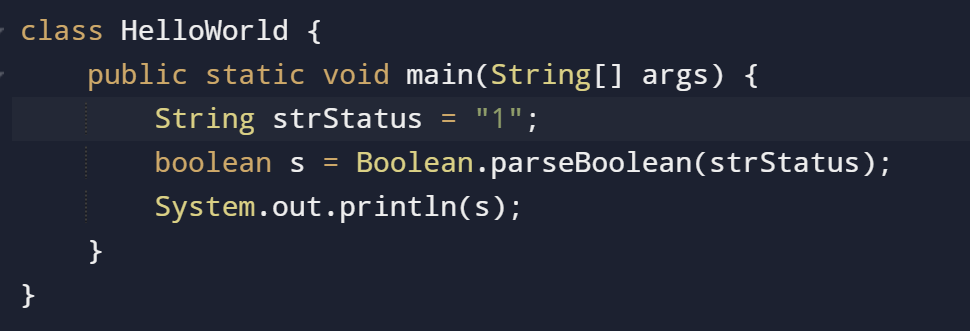 class HelloWorld {
    public static void main(String[] args) {
        String strStatus = "1";
        boolean s = Boolean.parseBoolean(strStatus);
        System.out.println(s);
    }
}